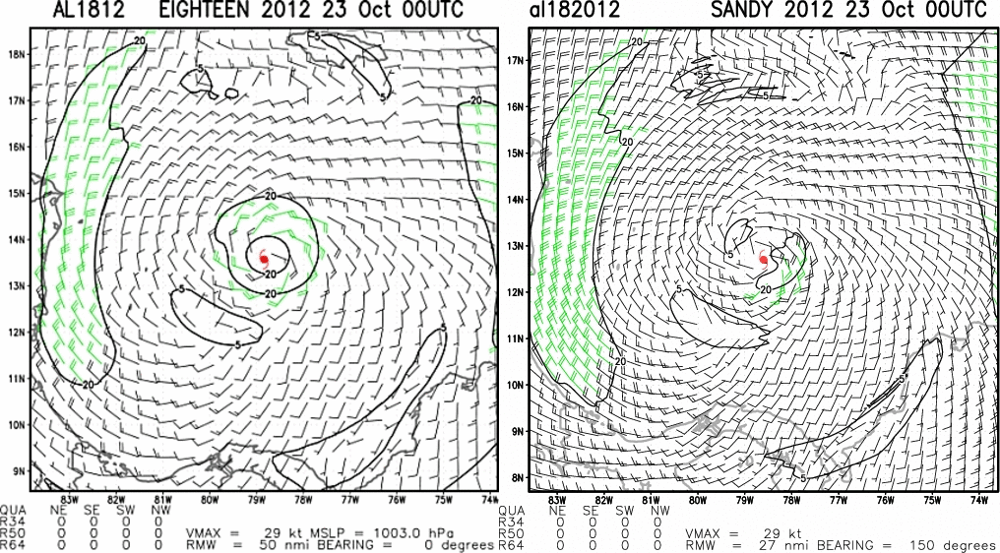 AL1812 EIGHTEEN 2012 23 Oct 00UTC
18N
17N
16N
15N
14N
13N
12N
11N
10N
9N
20
5
5
5
20
20
20
20
5
5
5
20
83W 82W 81W 80W 79W 78W 77W 76W 75W 74W
QUA NE SE SW NW
R34 0 0 0 0
R50 0 0 0 0 VMAX = 29 kt MSLP = 1003.0 hPa
R64 0 0 0 0 RMW = 50 nmi BEARING = 0 degrees
al182012 SANDY 2012 23 Oct 00UTC
17N
16N
15N
14N
13N
12N
11N
10N
9N
8N
20
5
5
20
5
20
5
5
20
5
5
83W 82W 81W 80W 79W 78W 77W 76W 75W 74W
QUA NE SE SW NW
R34 0 0 0 0
R50 0 0 0 0 VMAX = 29 kt
R64 0 0 0 0 RMW = 27 nmi BEARING = 150 degrees